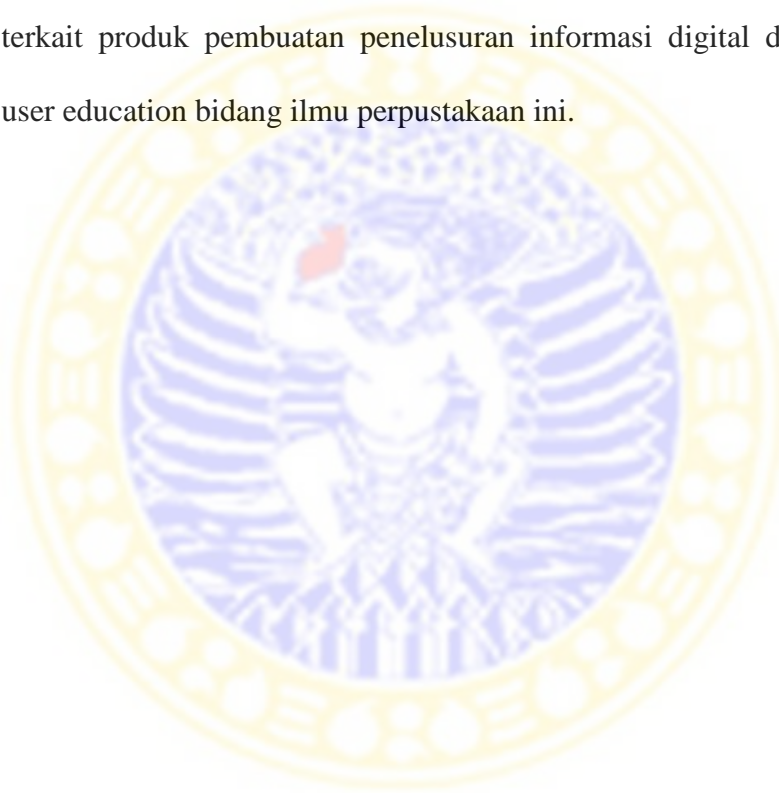 terkait produk pembuatan penelusuran informasi digital d
user education bidang ilmu perpustakaan ini.